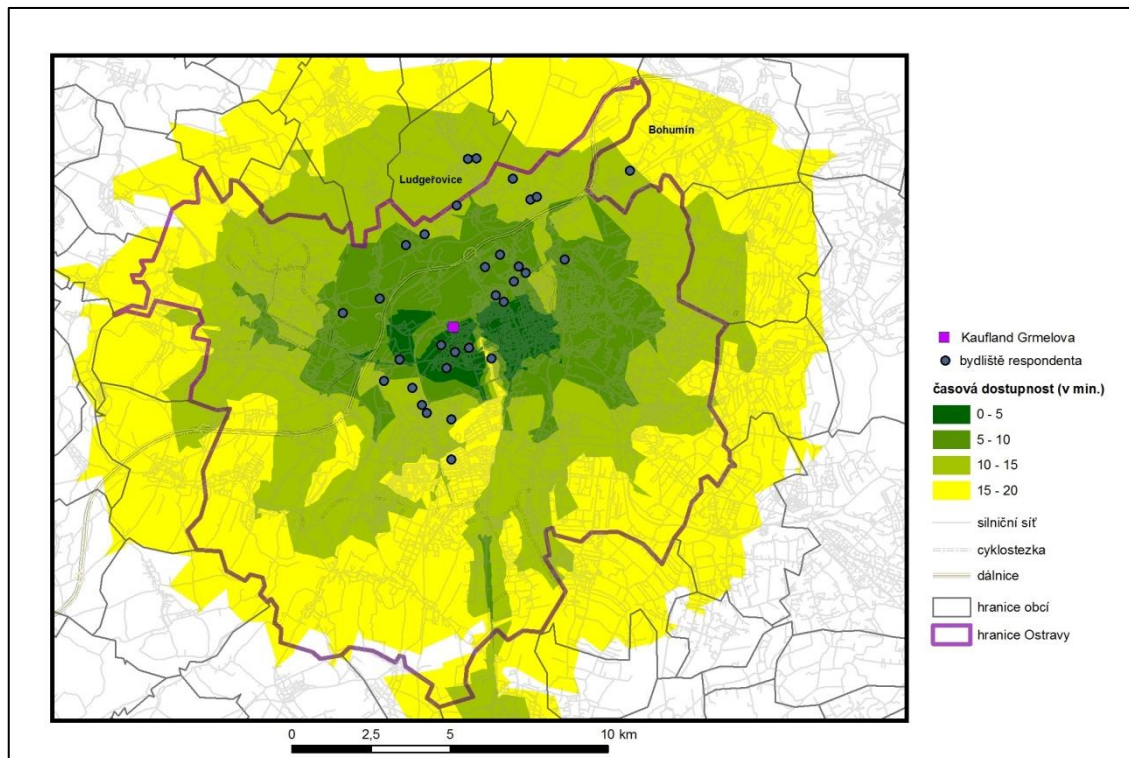 Bohumín
Ludgeřovice
Kaufland Grmelova
bydliště respondenta
časová dostupnost (v min.)
0 - 5
5 - 10
10 - 15
15 - 20
silniční síť
cyklostezka
dálnice
hranice obcí
hranice Ostravy
0 2,5 5 10 km